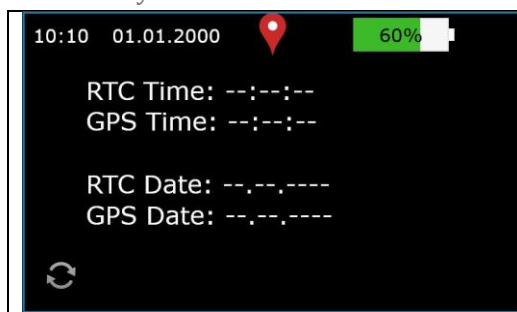 10:10 01.01.2000 60%
RTC Time: --:--:--
GPS Time: --:--:--
RTC Date: --.--.----
GPS Date: --.--.----